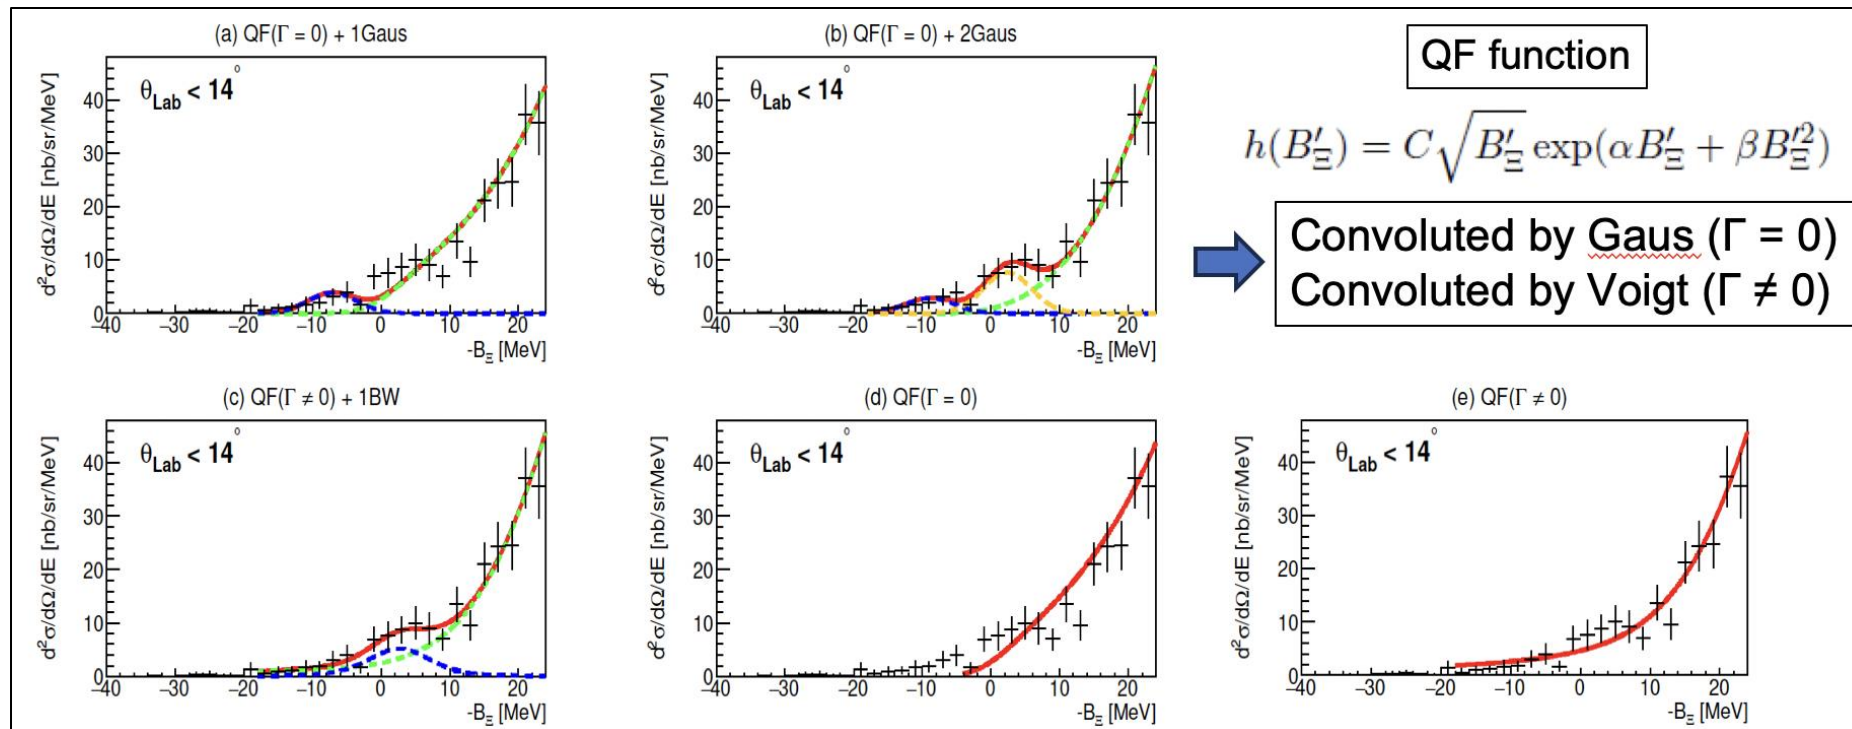 (a) QF(Γ = 0) + 1Gaus
θLab < 14°
d²σ/dΩ/dE [nb/sr/MeV]
40
30
20
10
0
−40 −30 −20 −10 0 10 20
-BΞ [MeV]
(b) QF(Γ = 0) + 2Gaus
θLab < 14°
d²σ/dΩ/dE [nb/sr/MeV]
40
30
20
10
0
−40 −30 −20 −10 0 10 20
-BΞ [MeV]
QF function
h(B′Ξ) = C√B′Ξ exp(αB′Ξ + βB′Ξ²)
Convoluted by Gaus (Γ = 0)
Convoluted by Voigt (Γ ≠ 0)
(c) QF(Γ ≠ 0) + 1BW
θLab < 14°
d²σ/dΩ/dE [nb/sr/MeV]
40
30
20
10
0
−40 −30 −20 −10 0 10 20
-BΞ [MeV]
(d) QF(Γ = 0)
θLab < 14°
d²σ/dΩ/dE [nb/sr/MeV]
40
30
20
10
0
−40 −30 −20 −10 0 10 20
-BΞ [MeV]
(e) QF(Γ ≠ 0)
θLab < 14°
d²σ/dΩ/dE [nb/sr/MeV]
40
30
20
10
0
−40 −30 −20 −10 0 10 20
-BΞ [MeV]